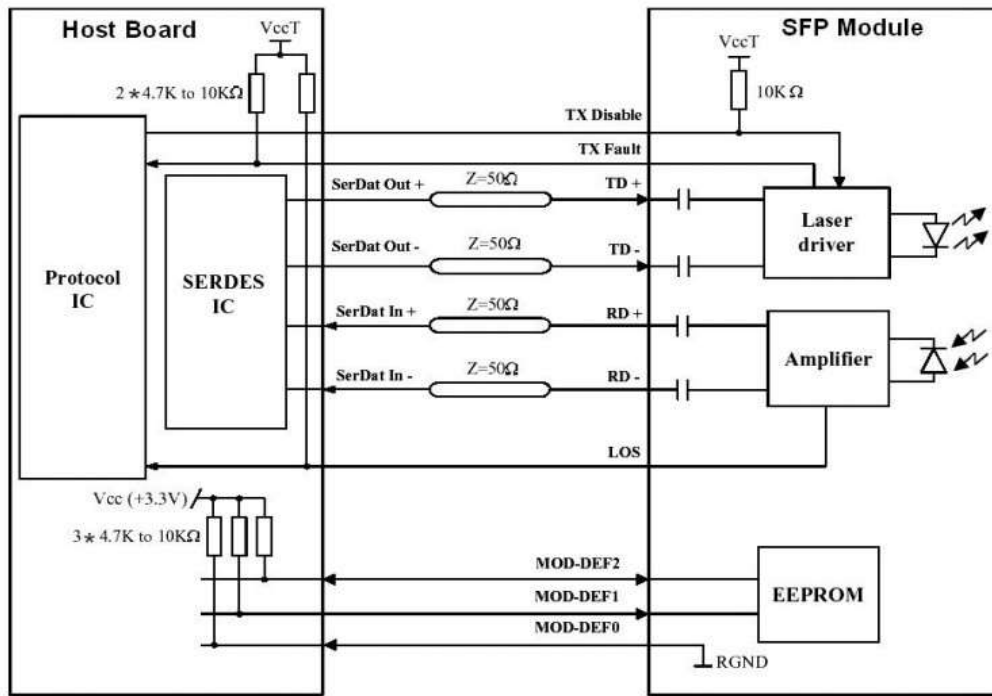 Host Board
SFP Module
VccT
VccT
2*4.7K to 10KΩ
10KΩ
TX Disable
TX Fault
SerDat Out +
Z=50Ω
TD +
SerDat Out -
Z=50Ω
TD -
SerDat In +
Z=50Ω
RD +
SerDat In -
Z=50Ω
RD -
Protocol
IC
SERDES
IC
Laser
driver
Amplifier
LOS
Vcc (+3.3V)
3*4.7K to 10KΩ
MOD-DEF2
MOD-DEF1
MOD-DEF0
EEPROM
RGND